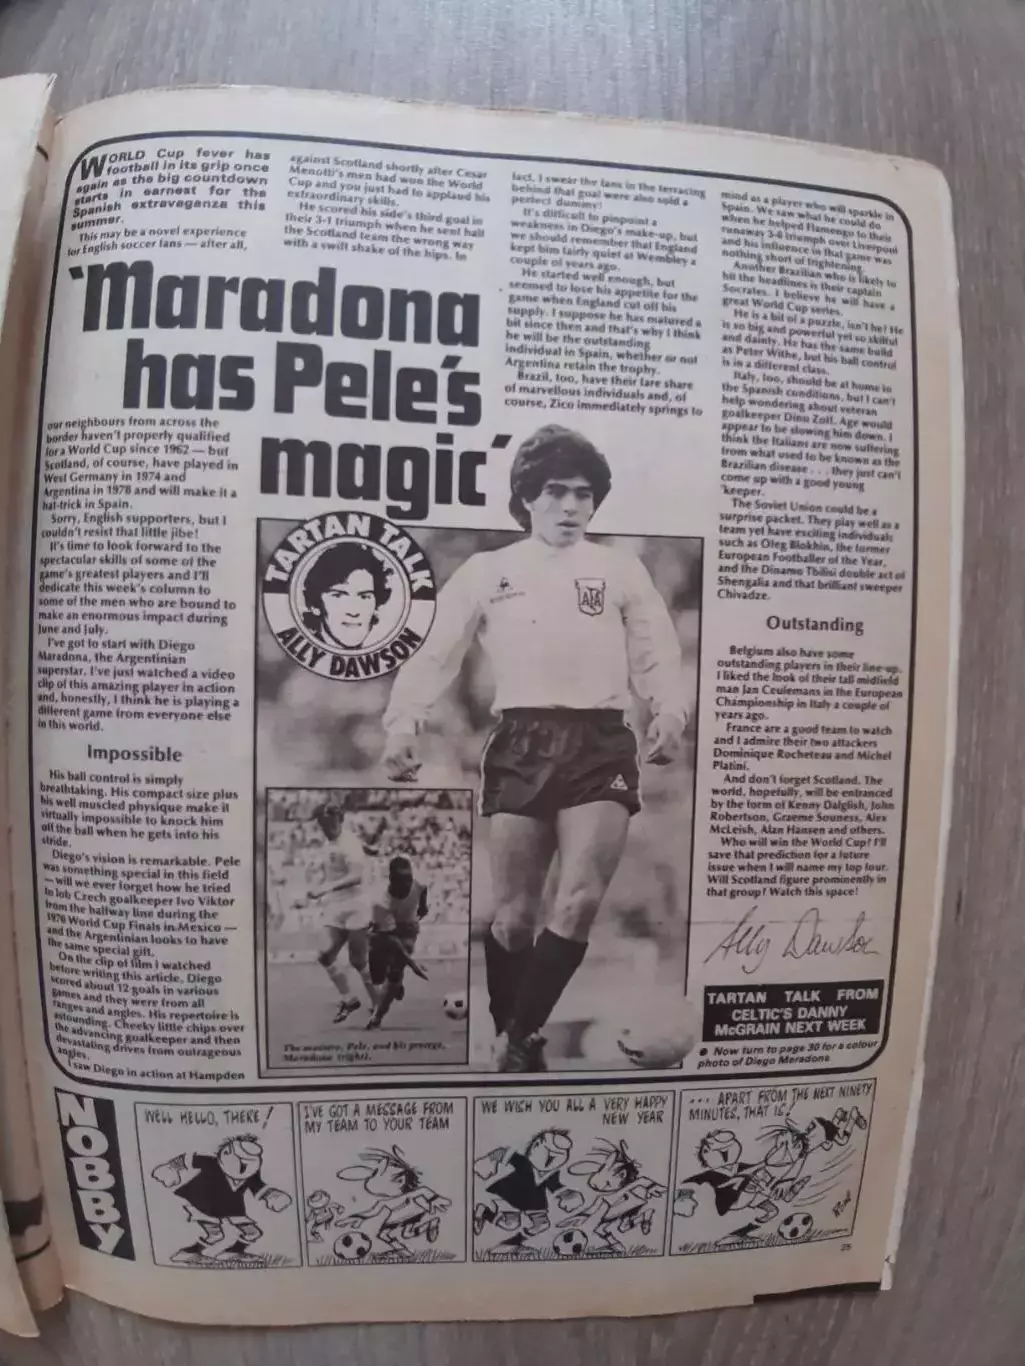 WORLD Cup fever has
football in its grip once
again as the big countdown
starts in earnest for the
Spanish extravaganza this
summer.
This may be a novel experience
for English soccer fans — after all,
'Maradona
has Pele's
magic'
our neighbours from across the
border haven't properly qualified
for a World Cup since 1962 — but
Scotland, of course, have played in
West Germany in 1974 and
Argentina in 1978 and will make it a
hat-trick in Spain.
Sorry, English supporters, but I
couldn't resist that little jibe!
It's time to look forward to the
spectacular skills of some of the
game's greatest players and I'll
dedicate this week's column to
some of the men who are bound to
make an enormous impact during
June and July.
I've got to start with Diego
Maradona, the Argentinian
superstar. I've just watched a video
clip of this amazing player in action
and, honestly, I think he is playing a
different game from everyone else
in this world.
Impossible
His ball control is simply
breathtaking. His compact size plus
his well muscled physique make it
virtually impossible to knock him
off the ball when he gets into his
stride.
Diego's vision is remarkable. Pele
was something special in this field
— will we ever forget how he tried
to lob Czech goalkeeper Ivo Viktor
from the halfway line during the
1970 World Cup Finals in Mexico —
and the Argentinian looks to have
the same special gift.
On the clip of film I watched
before writing this article, Diego
scored about 12 goals in various
games and they were from all
ranges and angles. His repertoire is
astounding. Cheeky little chips over
the advancing goalkeeper and then
devastating drives from outrageous
angles.
I saw Diego in action at Hampden
against Scotland shortly after Cesar
Menotti's men had won the World
Cup and you just had to applaud his
extraordinary skills.
He scored his side's third goal in
their 3-1 triumph when he sent half
the Scotland team the wrong way
with a swift shake of the hips. In
fact, I swear the fans in the terracing
behind that goal were also sold a
perfect dummy!
It's difficult to pinpoint a
weakness in Diego's make-up, but
we should remember that England
kept him fairly quiet at Wembley a
couple of years ago.
He started well enough, but
seemed to lose his appetite for the
game when England cut off his
supply. I suppose he has matured a
bit since then and that's why I think
he will be the outstanding
individual in Spain, whether or not
Argentina retain the trophy.
Brazil, too, have their fare share
of marvellous individuals and, of
course, Zico immediately springs to
mind as a player who will sparkle in
Spain. We saw what he could do
when he helped Flamengo to their
runaway 3-0 triumph over Liverpool
and his influence in that game was
nothing short of frightening.
Another Brazilian who is likely to
hit the headlines in their captain
Socrates. I believe he will have a
great World Cup series.
He is a bit of a puzzle, isn't he? He
is so big and powerful yet so skilful
and dainty. He has the same build
as Peter Withe, but his ball control
is in a different class.
Italy, too, should be at home in
the Spanish conditions, but I can't
help wondering about veteran
goalkeeper Dino Zoff. Age would
appear to be slowing him down. I
think the Italians are now suffering
from what used to be known as the
Brazilian disease . . . they just can't
come up with a good young
'keeper.
The Soviet Union could be a
surprise packet. They play well as a
team yet have exciting individuals
such as Oleg Blokhin, the former
European Footballer of the Year,
and the Dinamo Tbilisi double act of
Shengalia and that brilliant sweeper
Chivadze.
Outstanding
Belgium also have some
outstanding players in their line-up.
I liked the look of their tall midfield
man Jan Ceulemans in the European
Championship in Italy a couple of
years ago.
France are a good team to watch
and I admire their two attackers
Dominique Rocheteau and Michel
Platini.
And don't forget Scotland. The
world, hopefully, will be entranced
by the form of Kenny Dalglish, John
Robertson, Graeme Souness, Alex
McLeish, Alan Hansen and others.
Who will win the World Cup? I'll
save that prediction for a future
issue when I will name my top four.
Will Scotland figure prominently in
that group? Watch this space!
Ally Dawson
TARTAN TALK FROM
CELTIC'S DANNY
McGRAIN NEXT WEEK
● Now turn to page 30 for a colour
photo of Diego Maradona
TARTAN TALK
ALLY DAWSON
AFA
The maestro, Pele, and his protege,
Maradona (right).
NOBBY
WELL HELLO, THERE!
I'VE GOT A MESSAGE FROM
MY TEAM TO YOUR TEAM
WE WISH YOU ALL A VERY HAPPY
NEW YEAR
... APART FROM THE NEXT NINETY
MINUTES, THAT IS!
25